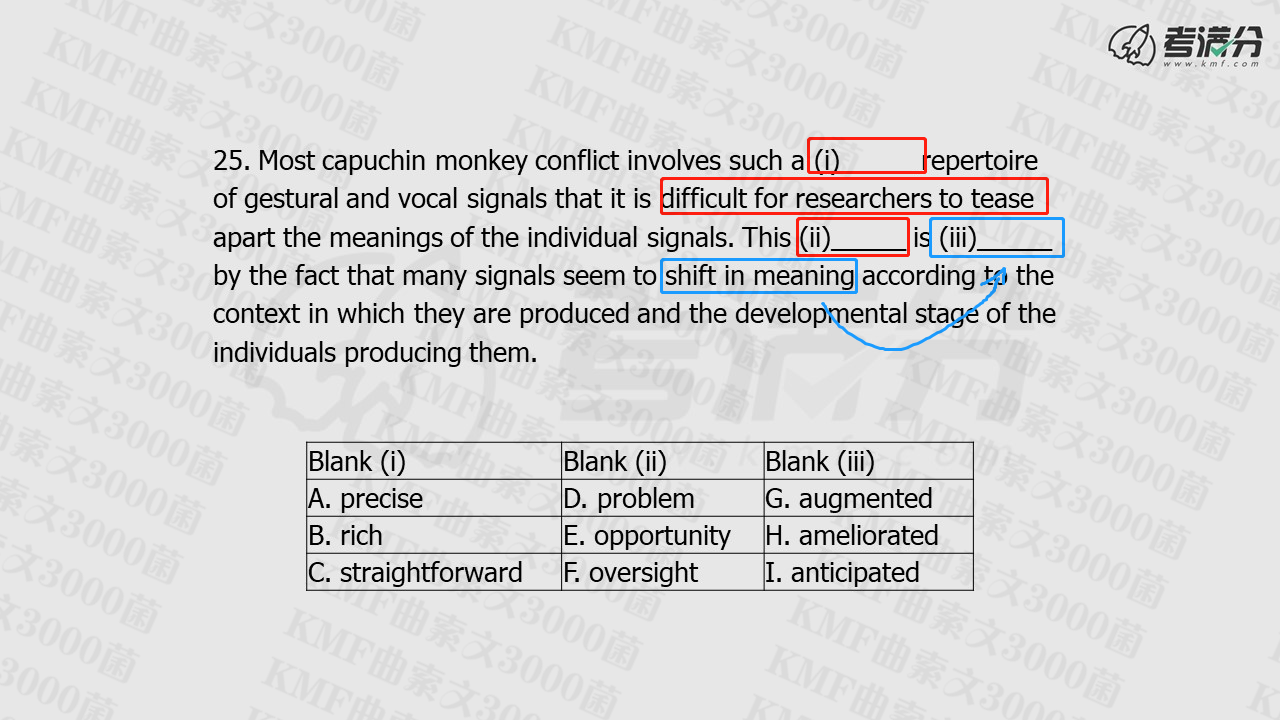 考满分
www.kmf.com
25. Most capuchin monkey conflict involves such a (i)______ repertoire
of gestural and vocal signals that it is difficult for researchers to tease
apart the meanings of the individual signals. This (ii)______ is (iii)______
by the fact that many signals seem to shift in meaning according to the
context in which they are produced and the developmental stage of the
individuals producing them.
Blank (i) Blank (ii) Blank (iii)
A. precise D. problem G. augmented
B. rich E. opportunity H. ameliorated
C. straightforward F. oversight I. anticipated
KMF曲索文3000菌